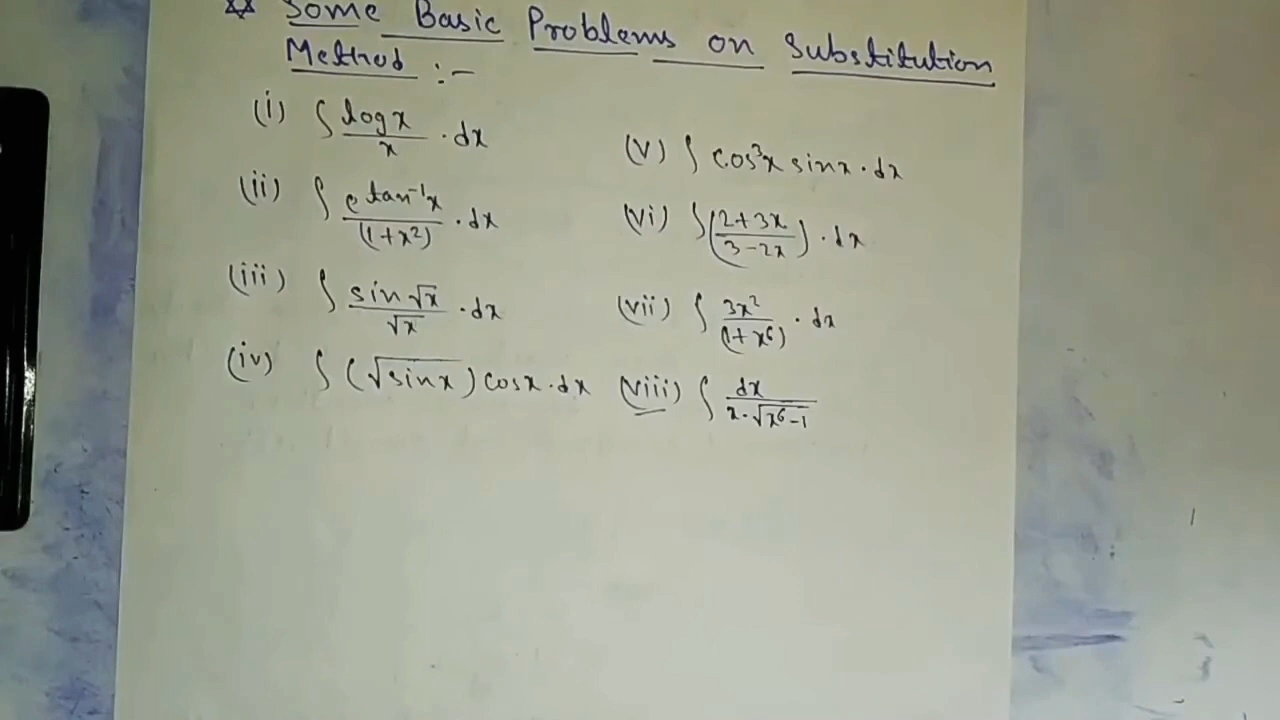 ☆☆ Some Basic Problems on Substitution
Method :-
(i) ∫ logx/x · dx
(ii) ∫ e^tan⁻¹x/(1+x²) · dx
(iii) ∫ sin√x/√x · dx
(iv) ∫ (√sinx) cosx · dx
(v) ∫ cos³x sinx · dx
(vi) ∫ (2+3x/3-2x) · dx
(vii) ∫ 3x²/(1+x⁶) · dx
(viii) ∫ dx/x·√x⁶-1